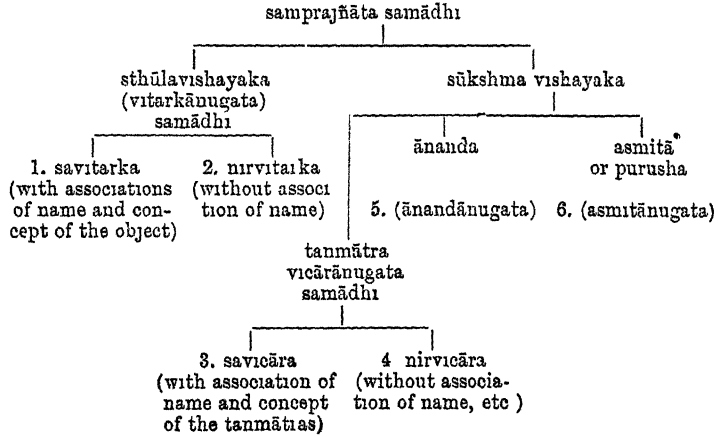 samprajñāta samādhi
sthūlavishayaka
(vitarkānugata)
samādhi
sūkshma vishayaka
1. savitarka
(with associations
of name and con-
cept of the object)
2. nirvitaika
(without associ
tion of name)
ānanda
5. (ānandānugata)
asmitā
or purusha
6. (asmitānugata)
tanmātra
vicārānugata
samādhi
3. savicāra
(with association of
name and concept
of the tanmātias)
4 nirvicāra
(without associa-
tion of name, etc )